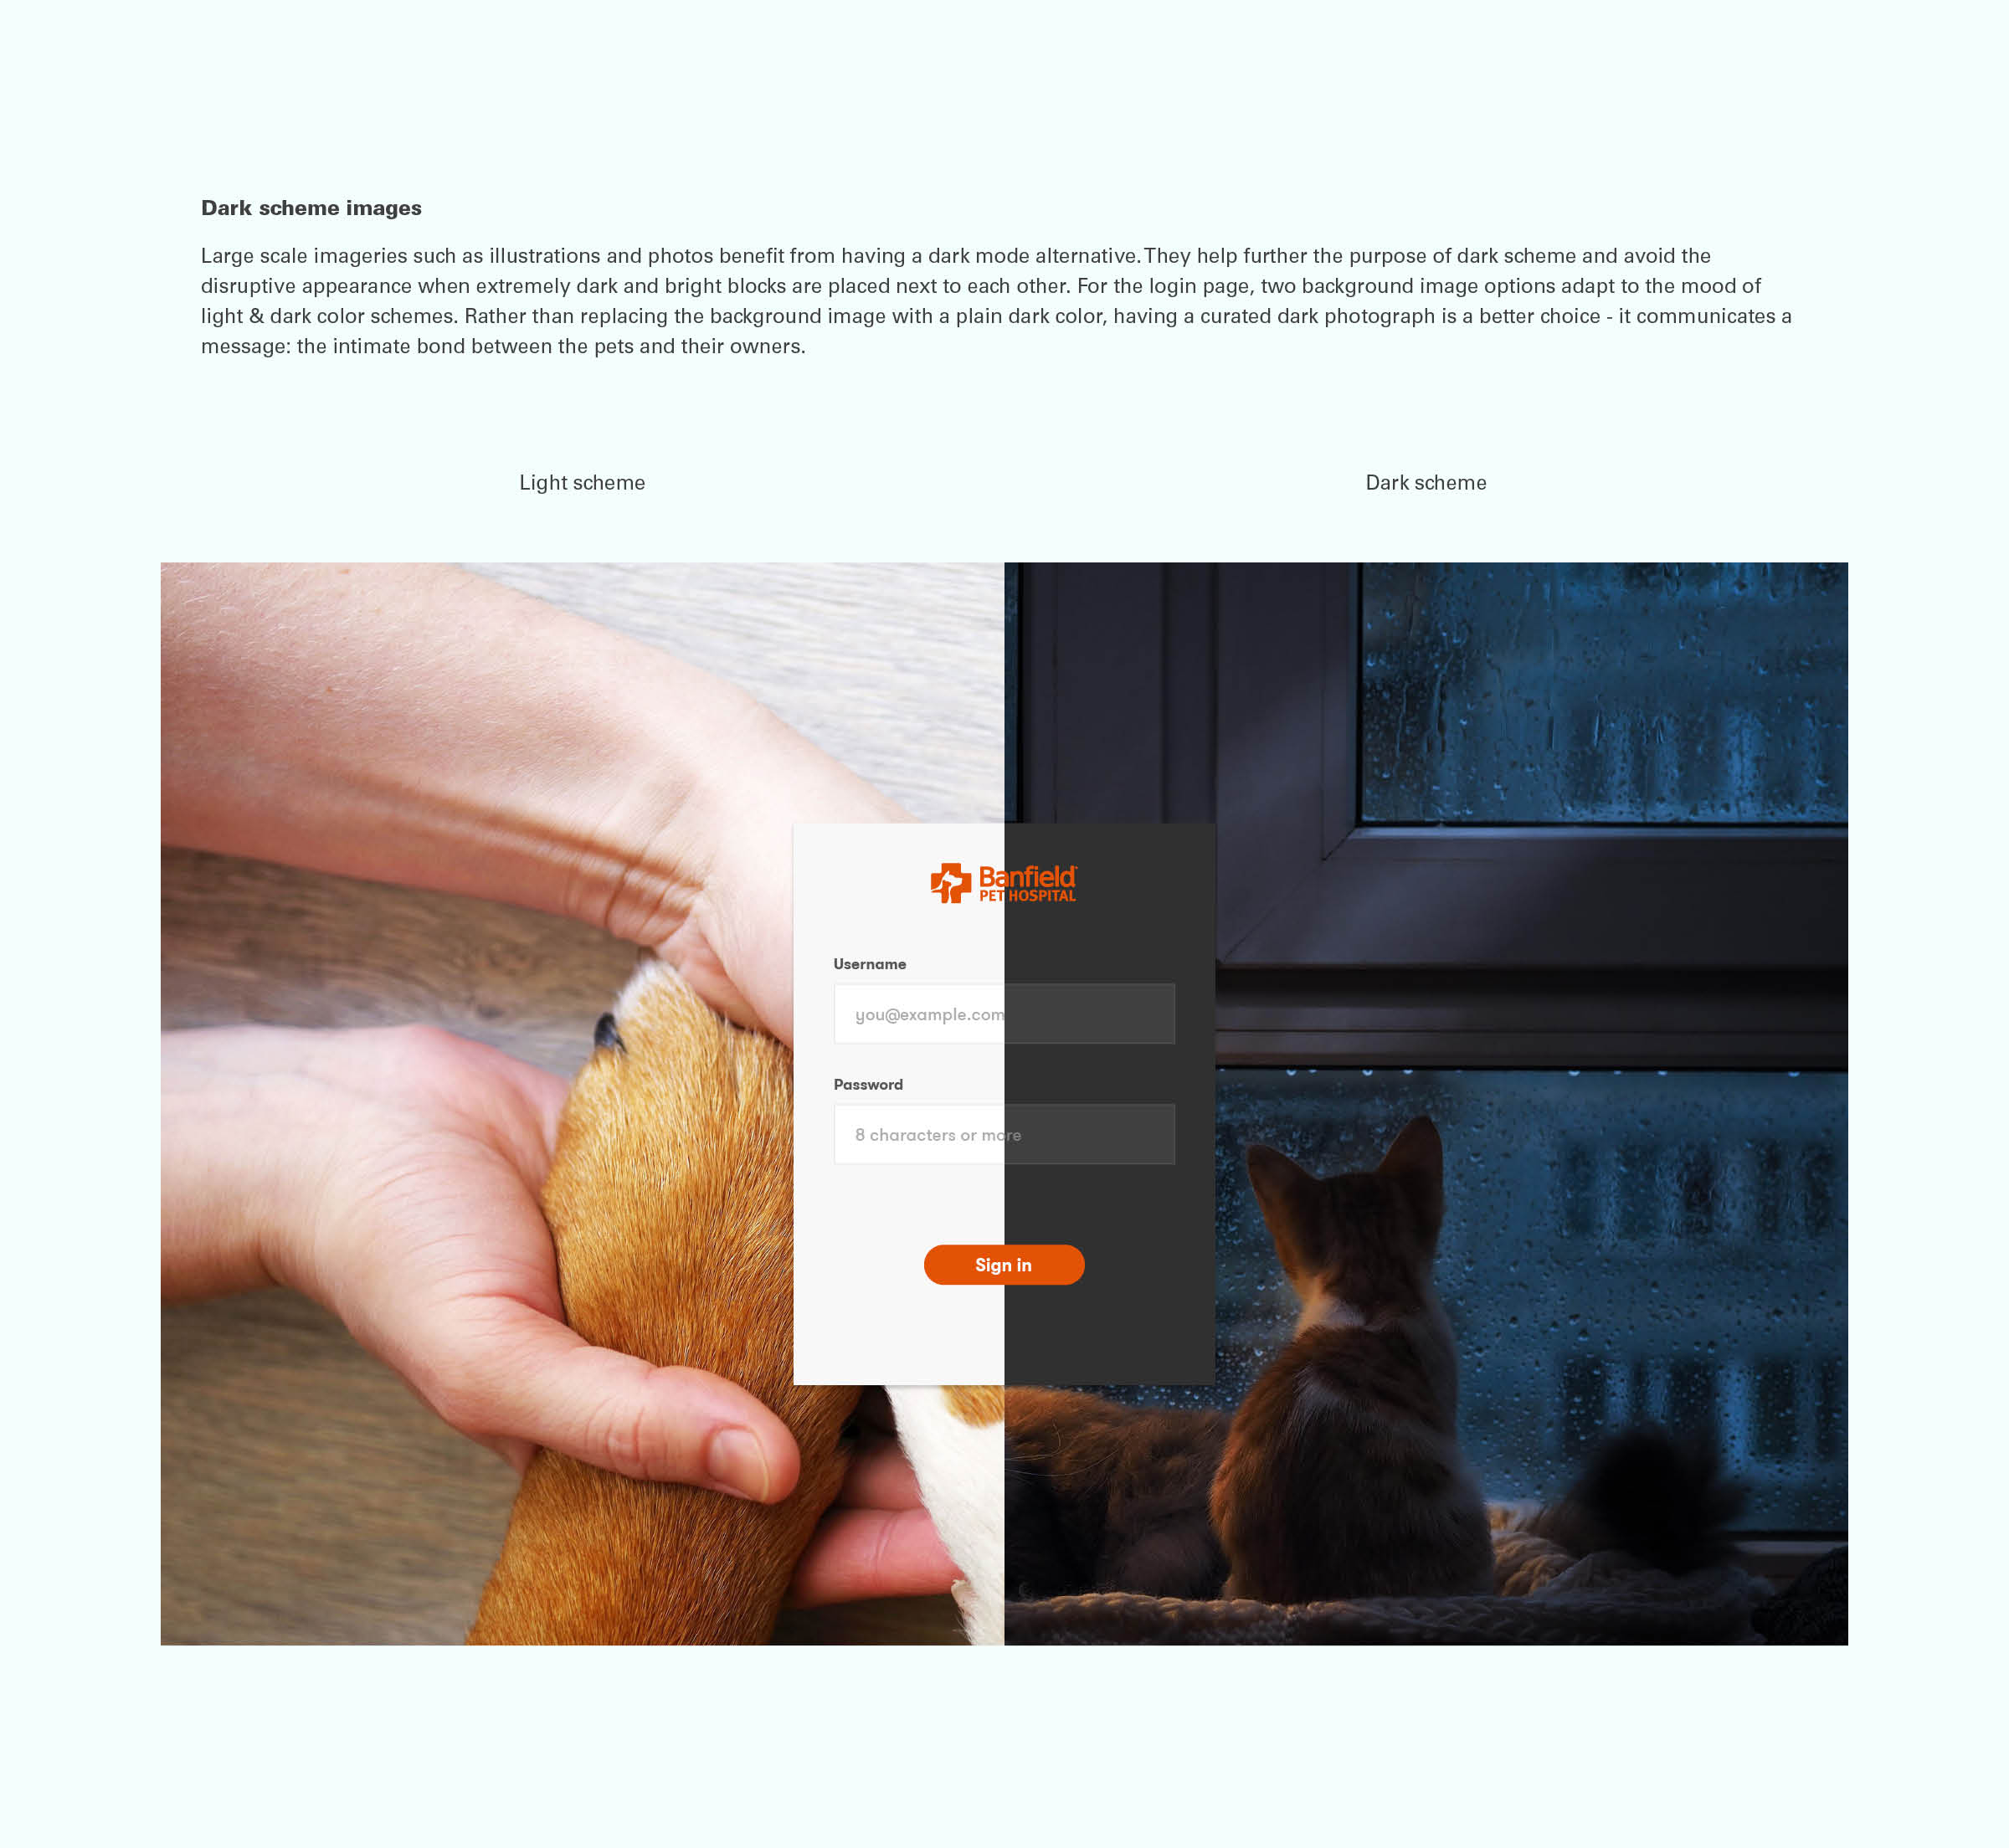 Dark scheme images
Large scale imageries such as illustrations and photos benefit from having a dark mode alternative. They help further the purpose of dark scheme and avoid the
disruptive appearance when extremely dark and bright blocks are placed next to each other. For the login page, two background image options adapt to the mood of
light & dark color schemes. Rather than replacing the background image with a plain dark color, having a curated dark photograph is a better choice - it communicates a
message: the intimate bond between the pets and their owners.
Light scheme
Dark scheme
Banfield
PET HOSPITAL
Username
you@example.com
Password
8 characters or more
Sign in